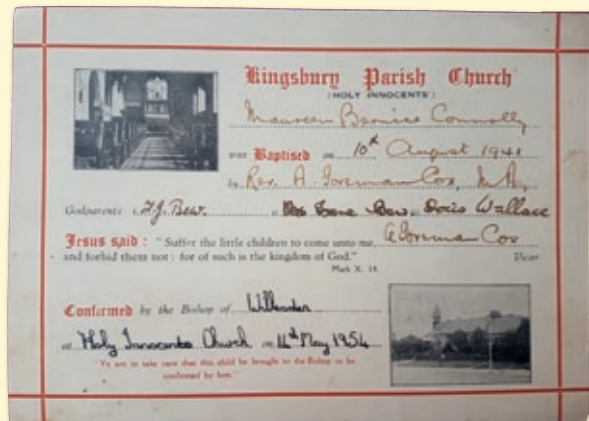 Kingsbury Parish Church
(HOLY INNOCENTS')
Maureen Bernice Connolly
was Baptised on 10th August 1941
by Rev. A. Foreman Cox, M.A.,
Godparents: F.J. Bew. Bew. Doris Wallace
Jesus said: "Suffer the little children to come unto me, A Foreman Cox
and forbid them not: for of such is the kingdom of God." Vicar
Mark X. 14.
Confirmed by the Bishop of Willesden
at Holy Innocents Church on 14th May 1954
"Ye are to take care that this child be brought to the Bishop to be
confirmed by him."